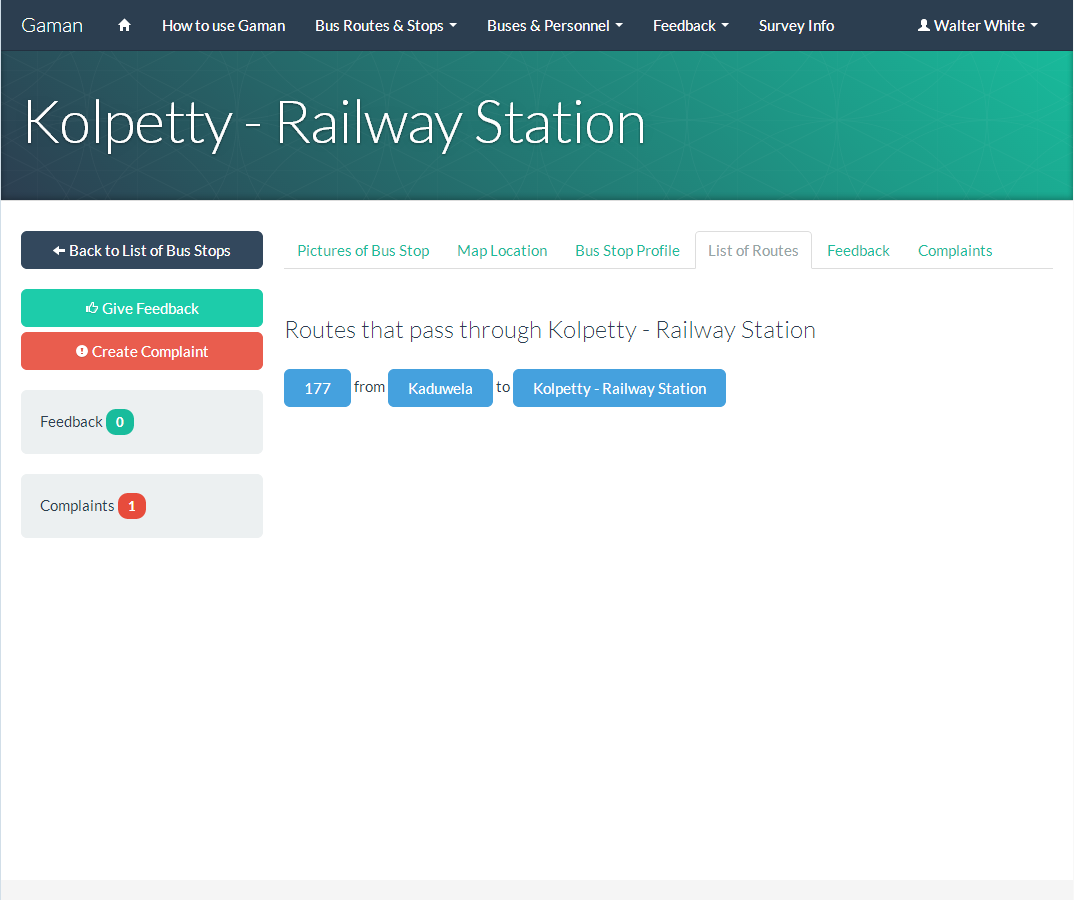 Gaman How to use Gaman Bus Routes & Stops Buses & Personnel Feedback Survey Info Walter White
Kolpetty - Railway Station
Back to List of Bus Stops
Give Feedback
Create Complaint
Feedback 0
Complaints 1
Pictures of Bus Stop Map Location Bus Stop Profile List of Routes Feedback Complaints
Routes that pass through Kolpetty - Railway Station
177 from Kaduwela to Kolpetty - Railway Station